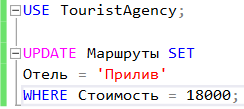 USE TouristAgency;
UPDATE Маршруты SET
Отель = 'Прилив'
WHERE Стоимость = 18000;